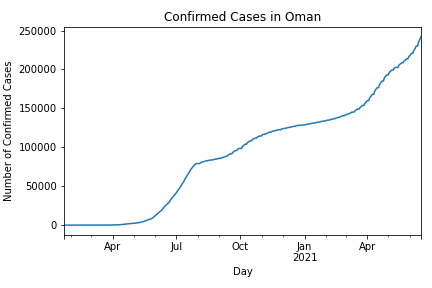 Confirmed Cases in Oman
250000
200000
150000
100000
50000
0
Number of Confirmed Cases
Apr Jul Oct Jan Apr
2021
Day